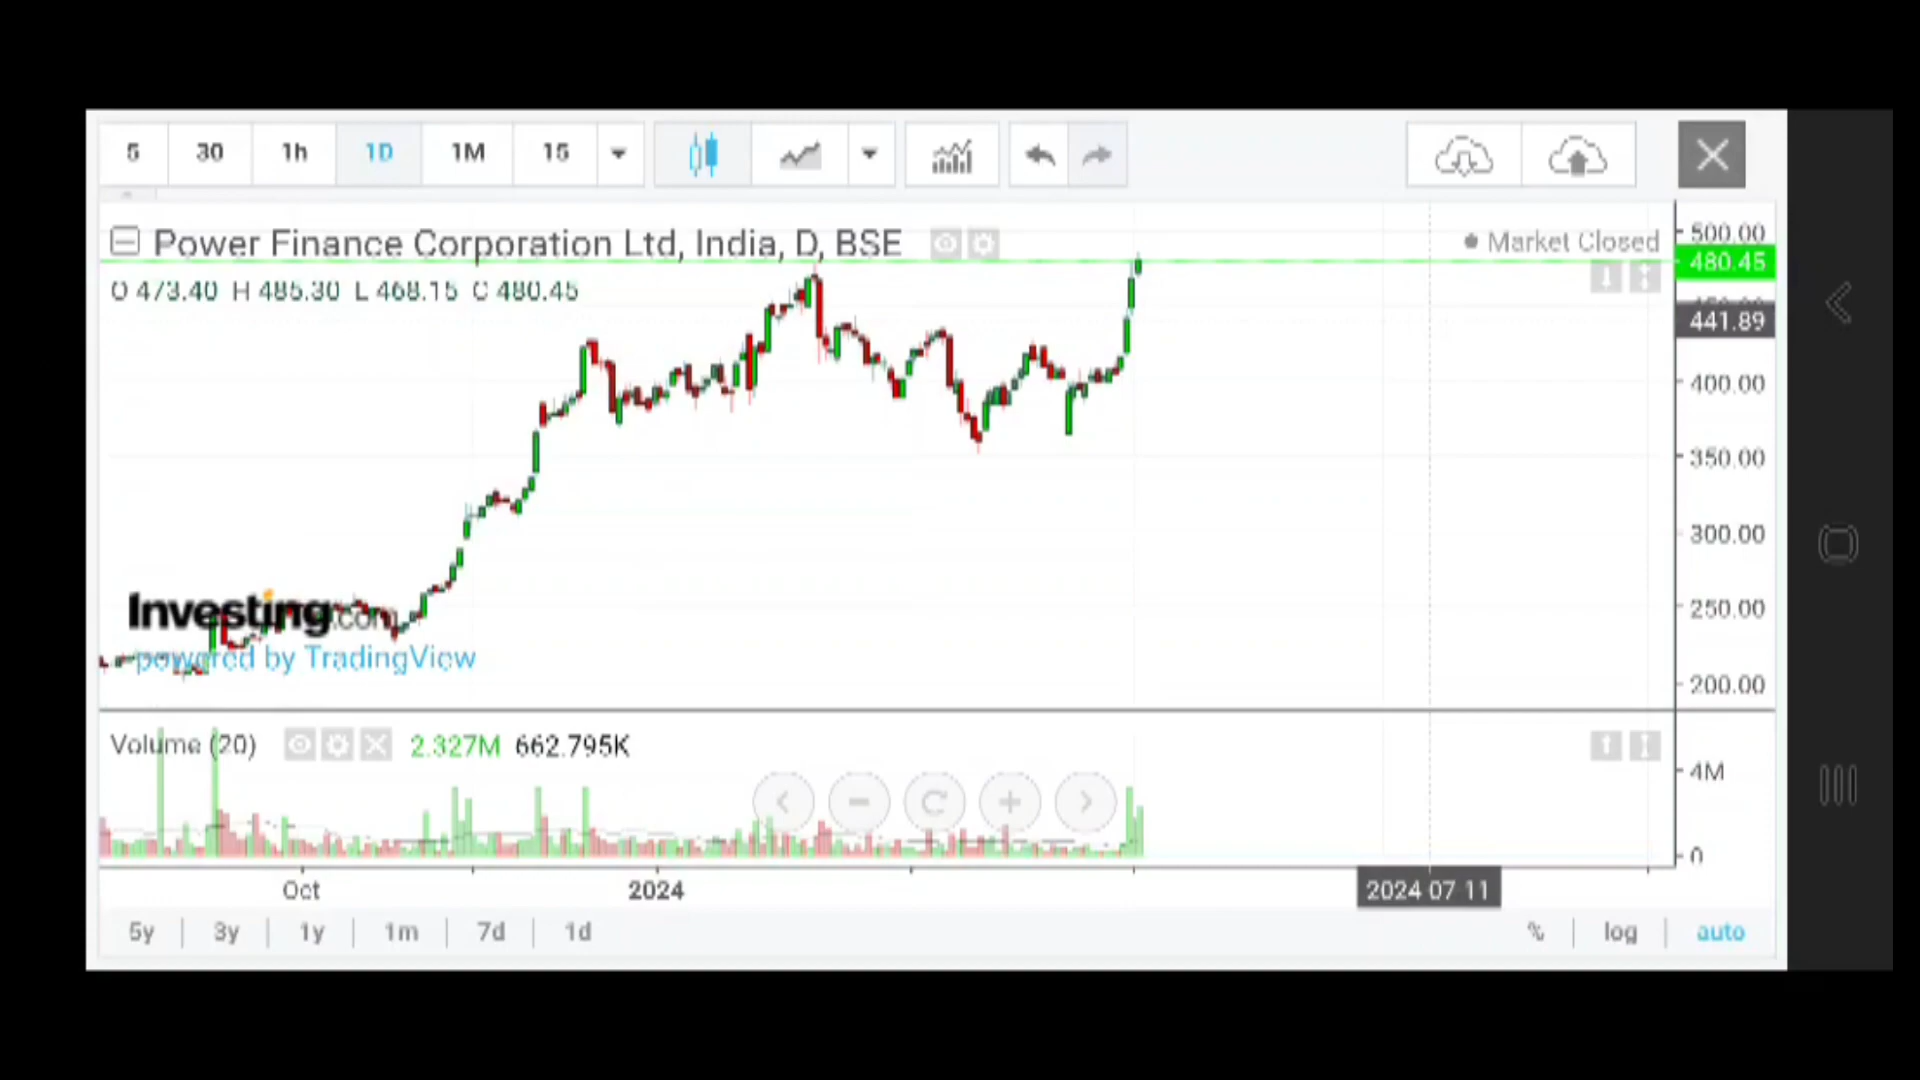 5 30 1h 1D 1M 15
Power Finance Corporation Ltd, India, D, BSE
Market Closed
O 473.40 H 485.30 L 468.15 C 480.45
500.00
480.45
441.89
400.00
350.00
300.00
250.00
200.00
Investing.com
powered by TradingView
Volume (20) 2.327M 662.795K
4M
0
Oct 2024 2024 07 11
5y 3y 1y 1m 7d 1d % log auto